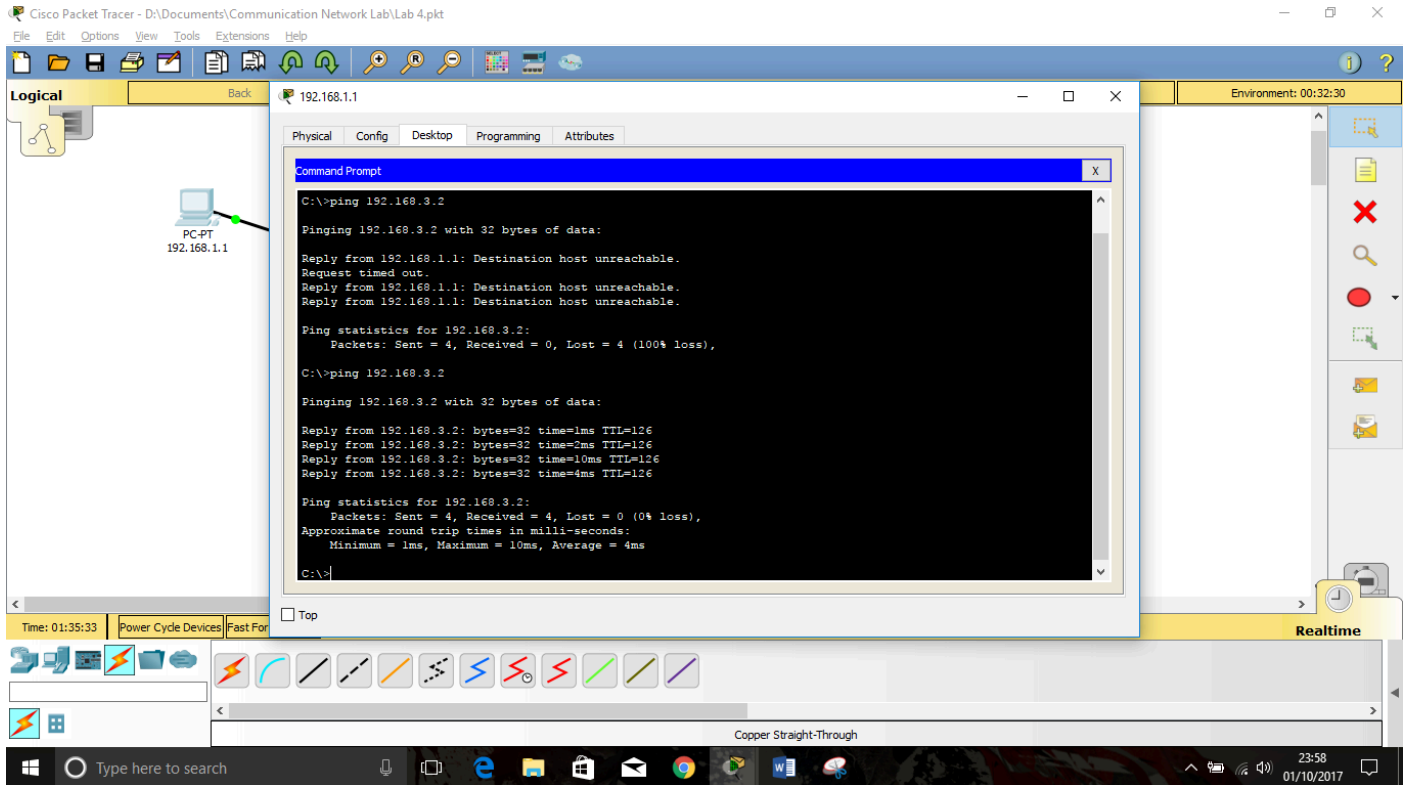 Cisco Packet Tracer - D:\Documents\Communication Network Lab\Lab 4.pkt
File Edit Options View Tools Extensions Help
Logical
Back
Environment: 00:32:30
192.168.1.1
Physical Config Desktop Programming Attributes
Command Prompt
X
C:\>ping 192.168.3.2
Pinging 192.168.3.2 with 32 bytes of data:
Reply from 192.168.1.1: Destination host unreachable.
Request timed out.
Reply from 192.168.1.1: Destination host unreachable.
Reply from 192.168.1.1: Destination host unreachable.
Ping statistics for 192.168.3.2:
Packets: Sent = 4, Received = 0, Lost = 4 (100% loss),
C:\>ping 192.168.3.2
Pinging 192.168.3.2 with 32 bytes of data:
Reply from 192.168.3.2: bytes=32 time=1ms TTL=126
Reply from 192.168.3.2: bytes=32 time=2ms TTL=126
Reply from 192.168.3.2: bytes=32 time=10ms TTL=126
Reply from 192.168.3.2: bytes=32 time=4ms TTL=126
Ping statistics for 192.168.3.2:
Packets: Sent = 4, Received = 4, Lost = 0 (0% loss),
Approximate round trip times in milli-seconds:
Minimum = 1ms, Maximum = 10ms, Average = 4ms
C:\>
Top
PC-PT
192.168.1.1
Time: 01:35:33 Power Cycle Devices Fast For
Realtime
Copper Straight-Through
Type here to search
23:58
01/10/2017